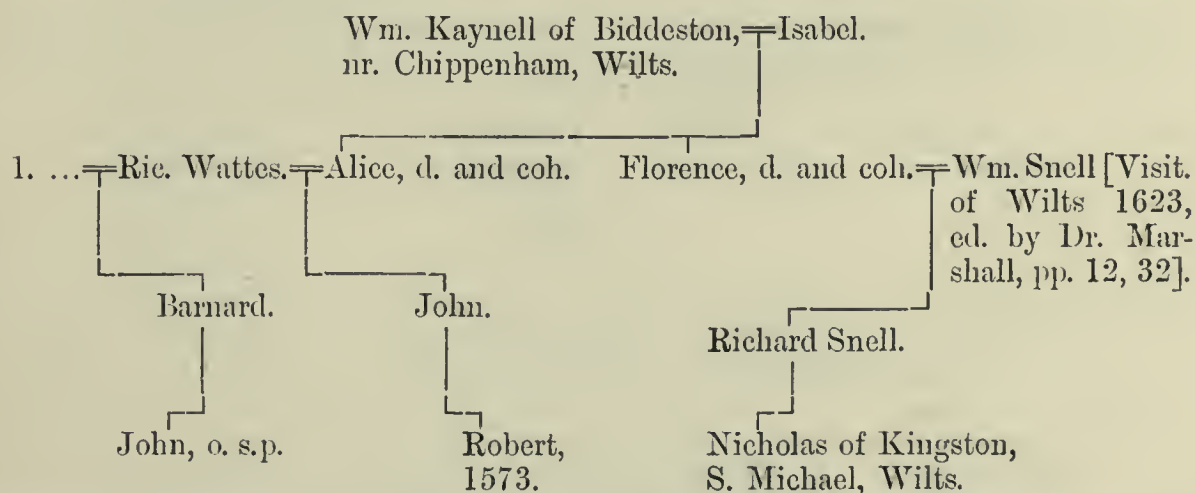 Wm. Kaynell of Biddeston, Isabel.
nr. Chippenham, Wilts.
1. ... Ric. Wattes. Alice, d. and coh. Florence, d. and coh. Wm. Snell [Visit.
of Wilts 1623,
ed. by Dr. Mar-
shall, pp. 12, 32].
Barnard. John.
Richard Snell.
John, o. s.p. Robert, Nicholas of Kingston,
1573. S. Michael, Wilts.